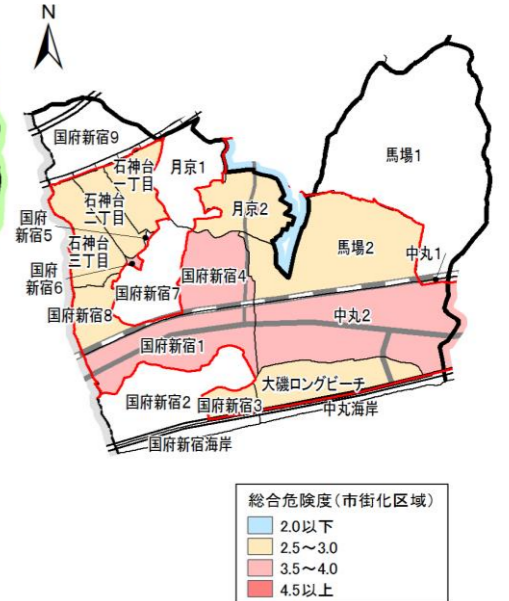 N
国府新宿9
石神台
一丁目
月京1
馬場1
石神台
二丁目
月京2
国府
新宿5
石神台
三丁目
馬場2
中丸1
国府
新宿6
国府新宿4
国府新宿7
国府新宿8
中丸2
国府新宿1
大磯ロングビーチ
国府新宿2
国府新宿3
中丸海岸
国府新宿海岸
総合危険度(市街化区域)
2.0以下
2.5～3.0
3.5～4.0
4.5以上